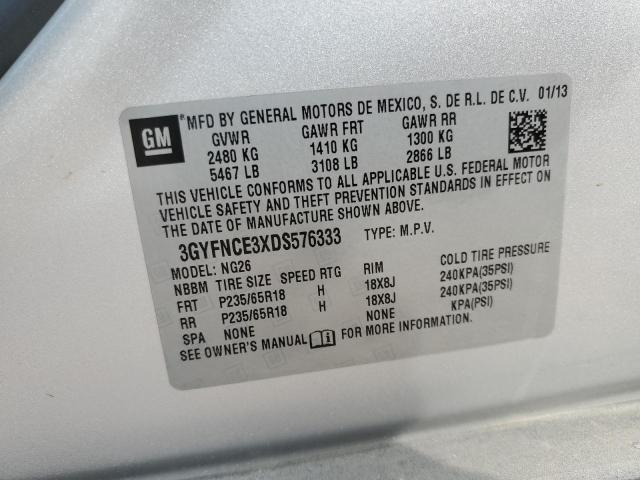 GM
® MFD BY GENERAL MOTORS DE MEXICO, S. DE R.L. DE C.V. 01/13
GVWR GAWR FRT GAWR RR
2480 KG 1410 KG 1300 KG
5467 LB 3108 LB 2866 LB
THIS VEHICLE CONFORMS TO ALL APPLICABLE U.S. FEDERAL MOTOR
VEHICLE SAFETY AND THEFT PREVENTION STANDARDS IN EFFECT ON
THE DATE OF MANUFACTURE SHOWN ABOVE.
3GYFNCE3XDS576333 TYPE: M.P.V.
MODEL: NG26
NBBM TIRE SIZE SPEED RTG RIM COLD TIRE PRESSURE
FRT P235/65R18 H 18X8J 240KPA(35PSI)
RR P235/65R18 H 18X8J 240KPA(35PSI)
SPA NONE NONE KPA(PSI)
SEE OWNER'S MANUAL FOR MORE INFORMATION.